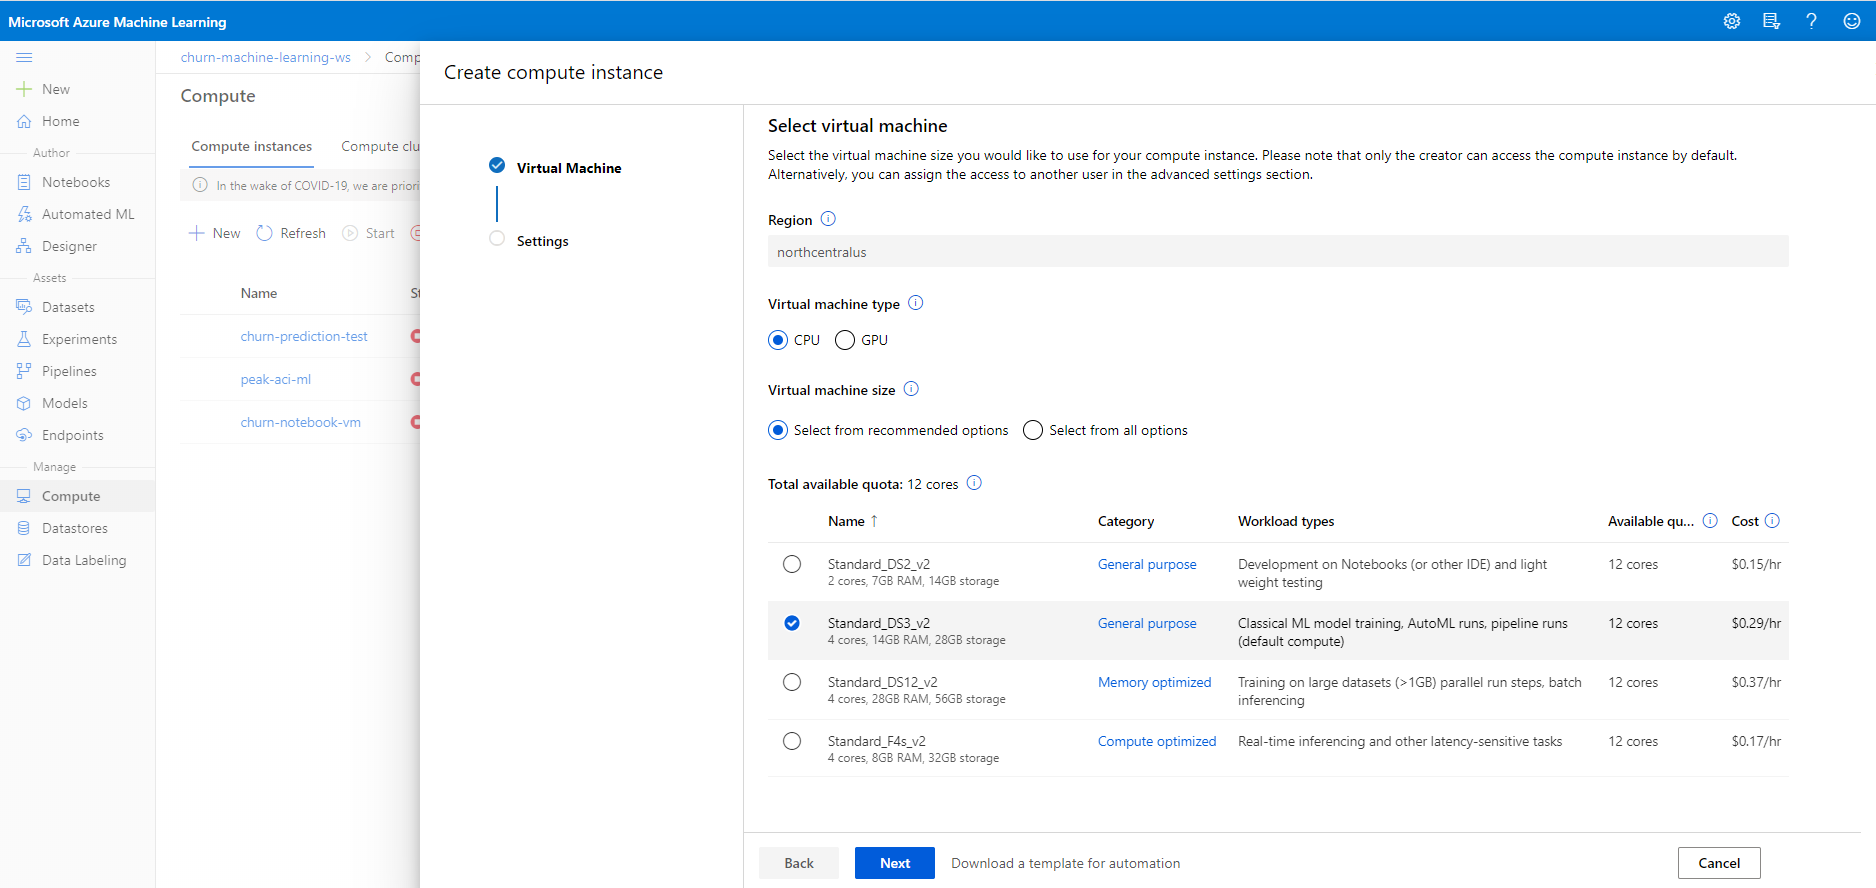 Microsoft Azure Machine Learning
New
Home
Author
Notebooks
Automated ML
Designer
Assets
Datasets
Experiments
Pipelines
Models
Endpoints
Manage
Compute
Datastores
Data Labeling
churn-machine-learning-ws > Comp
Compute
Compute instances Compute clu
In the wake of COVID-19, we are priori
New Refresh Start
Name St
churn-prediction-test
peak-aci-ml
churn-notebook-vm
Create compute instance
Virtual Machine
Settings
Select virtual machine
Select the virtual machine size you would like to use for your compute instance. Please note that only the creator can access the compute instance by default.
Alternatively, you can assign the access to another user in the advanced settings section.
Region
northcentralus
Virtual machine type
CPU GPU
Virtual machine size
Select from recommended options Select from all options
Total available quota: 12 cores
Name ↑ Category Workload types Available qu... Cost
Standard_DS2_v2 General purpose Development on Notebooks (or other IDE) and light 12 cores $0.15/hr
2 cores, 7GB RAM, 14GB storage weight testing
Standard_DS3_v2 General purpose Classical ML model training, AutoML runs, pipeline runs 12 cores $0.29/hr
4 cores, 14GB RAM, 28GB storage (default compute)
Standard_DS12_v2 Memory optimized Training on large datasets (>1GB) parallel run steps, batch 12 cores $0.37/hr
4 cores, 28GB RAM, 56GB storage inferencing
Standard_F4s_v2 Compute optimized Real-time inferencing and other latency-sensitive tasks 12 cores $0.17/hr
4 cores, 8GB RAM, 32GB storage
Back Next Download a template for automation Cancel